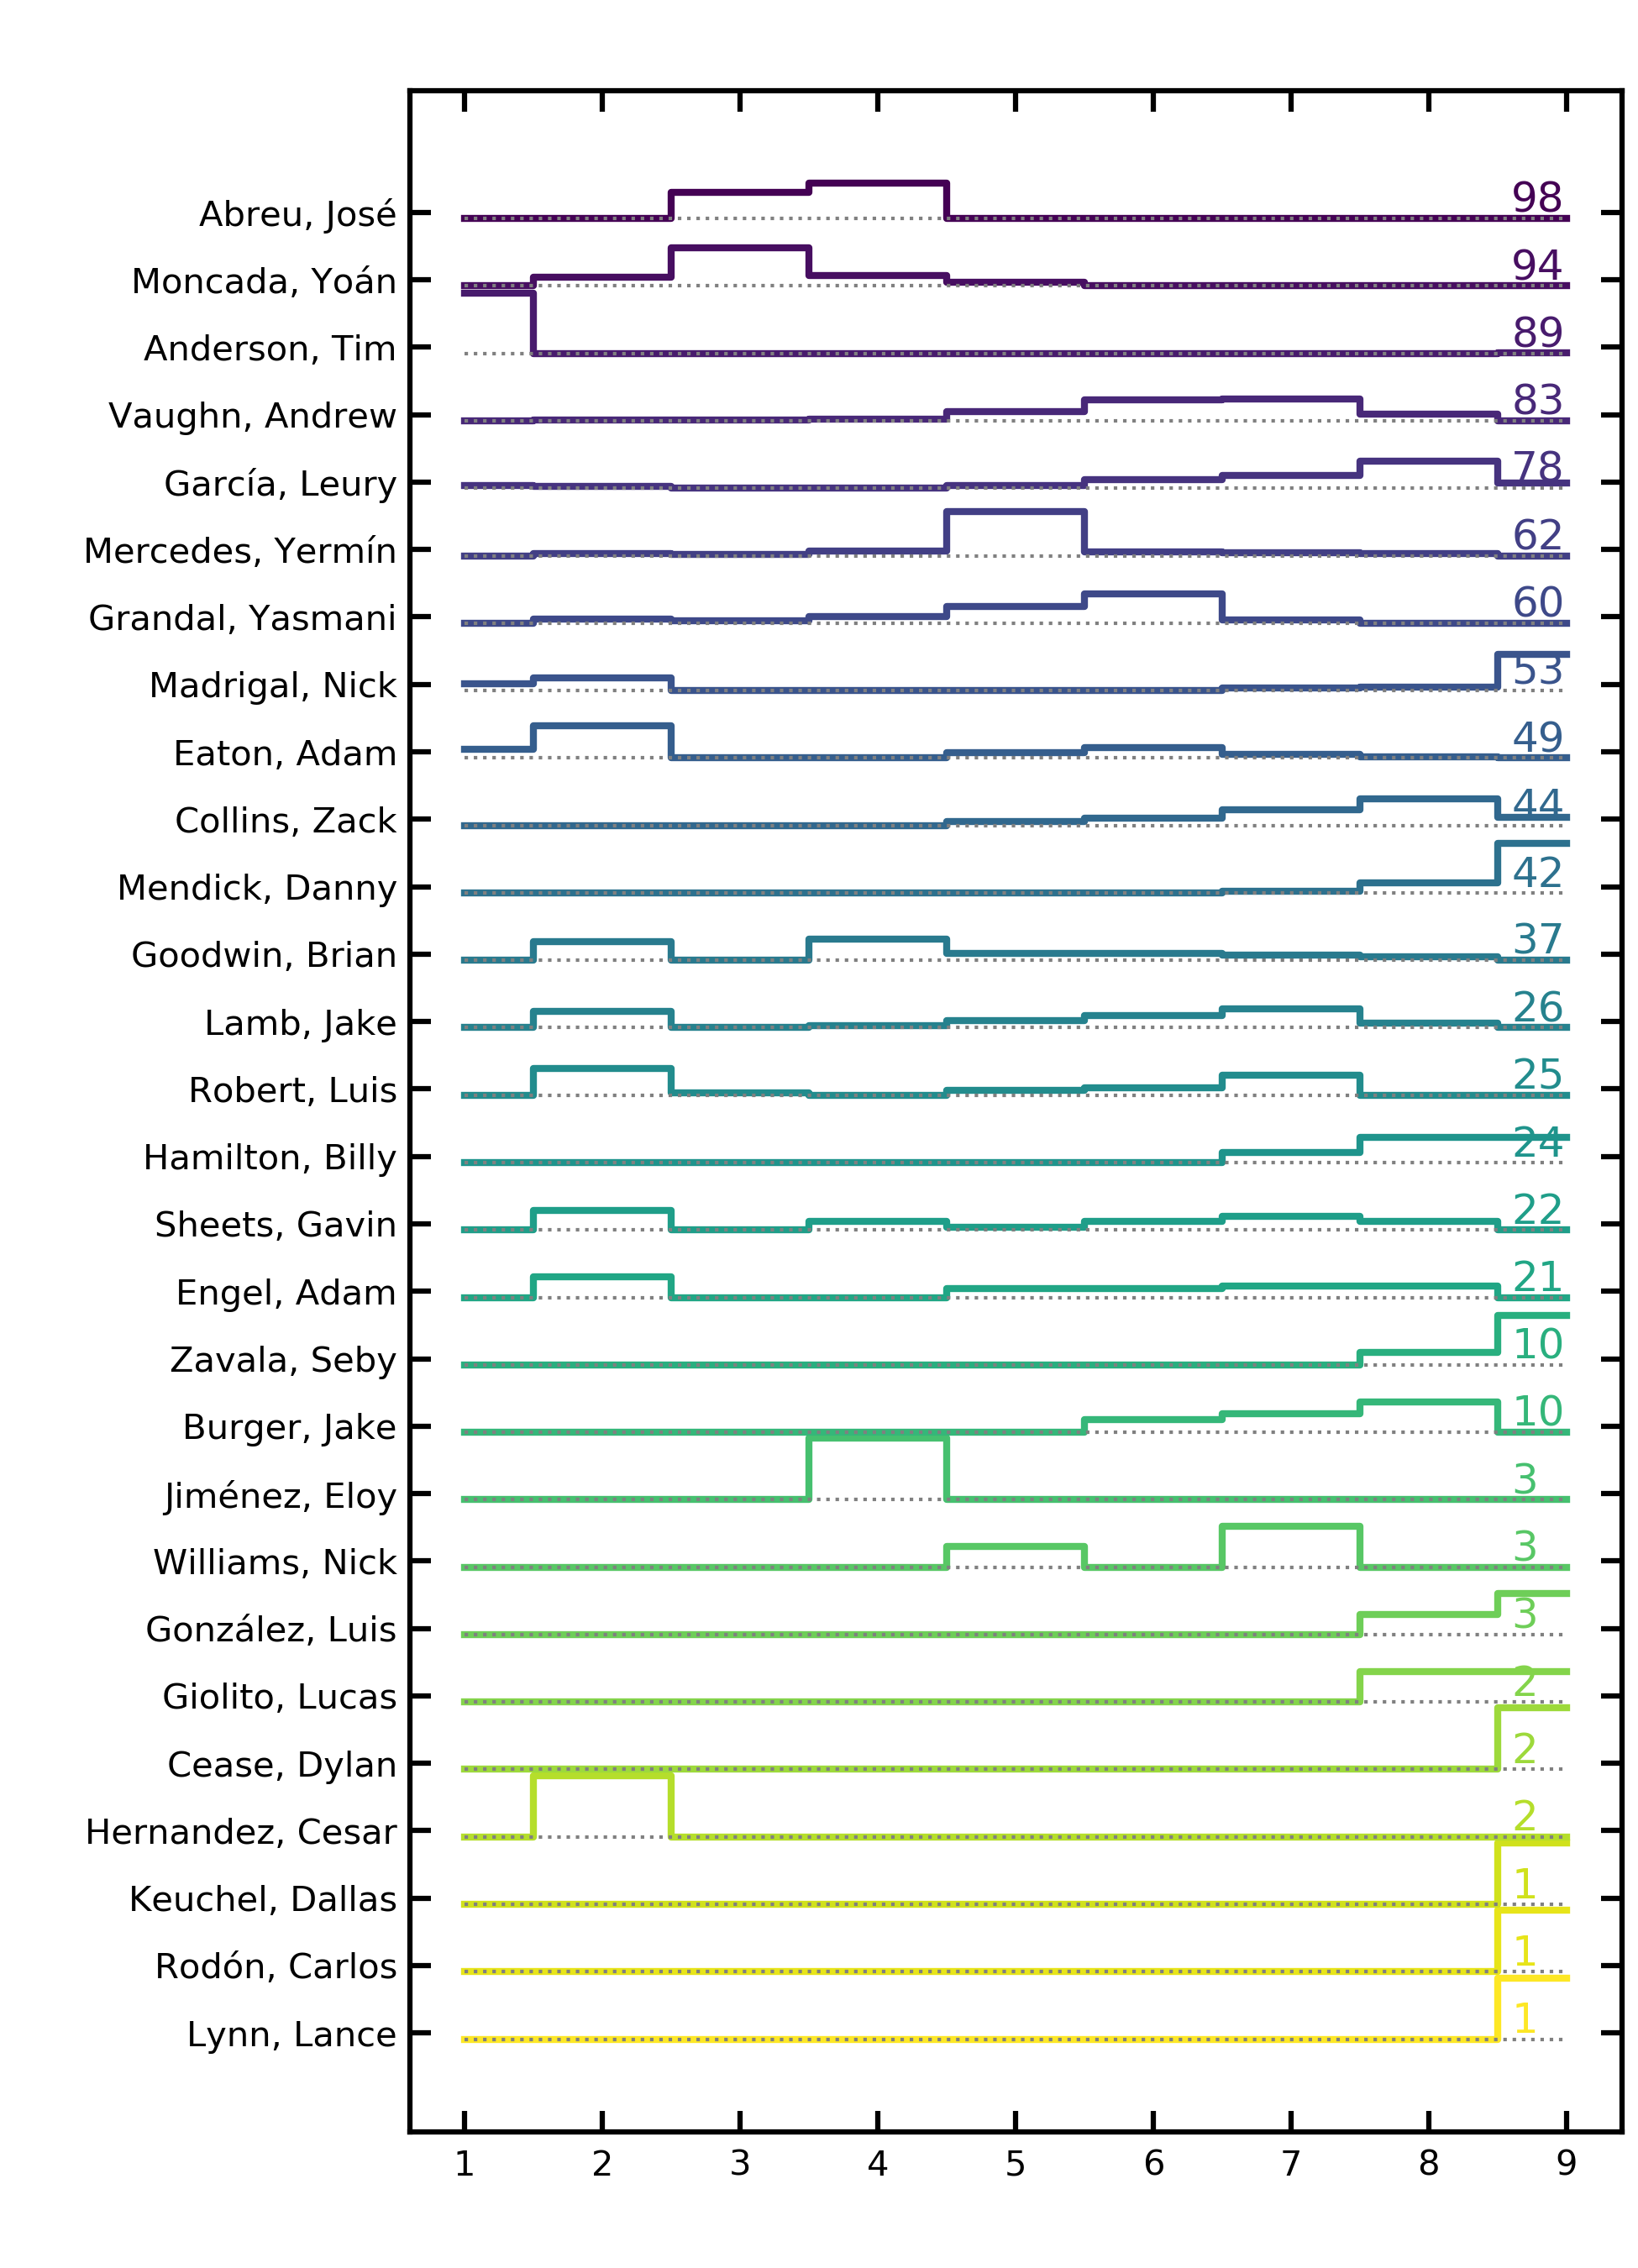 Abreu, José 98
Moncada, Yoán 94
Anderson, Tim 89
Vaughn, Andrew 83
García, Leury 78
Mercedes, Yermín 62
Grandal, Yasmani 60
Madrigal, Nick 53
Eaton, Adam 49
Collins, Zack 44
Mendick, Danny 42
Goodwin, Brian 37
Lamb, Jake 26
Robert, Luis 25
Hamilton, Billy 24
Sheets, Gavin 22
Engel, Adam 21
Zavala, Seby 10
Burger, Jake 10
Jiménez, Eloy 3
Williams, Nick 3
González, Luis 3
Giolito, Lucas 2
Cease, Dylan 2
Hernandez, Cesar 2
Keuchel, Dallas 1
Rodón, Carlos 1
Lynn, Lance 1
1 2 3 4 5 6 7 8 9